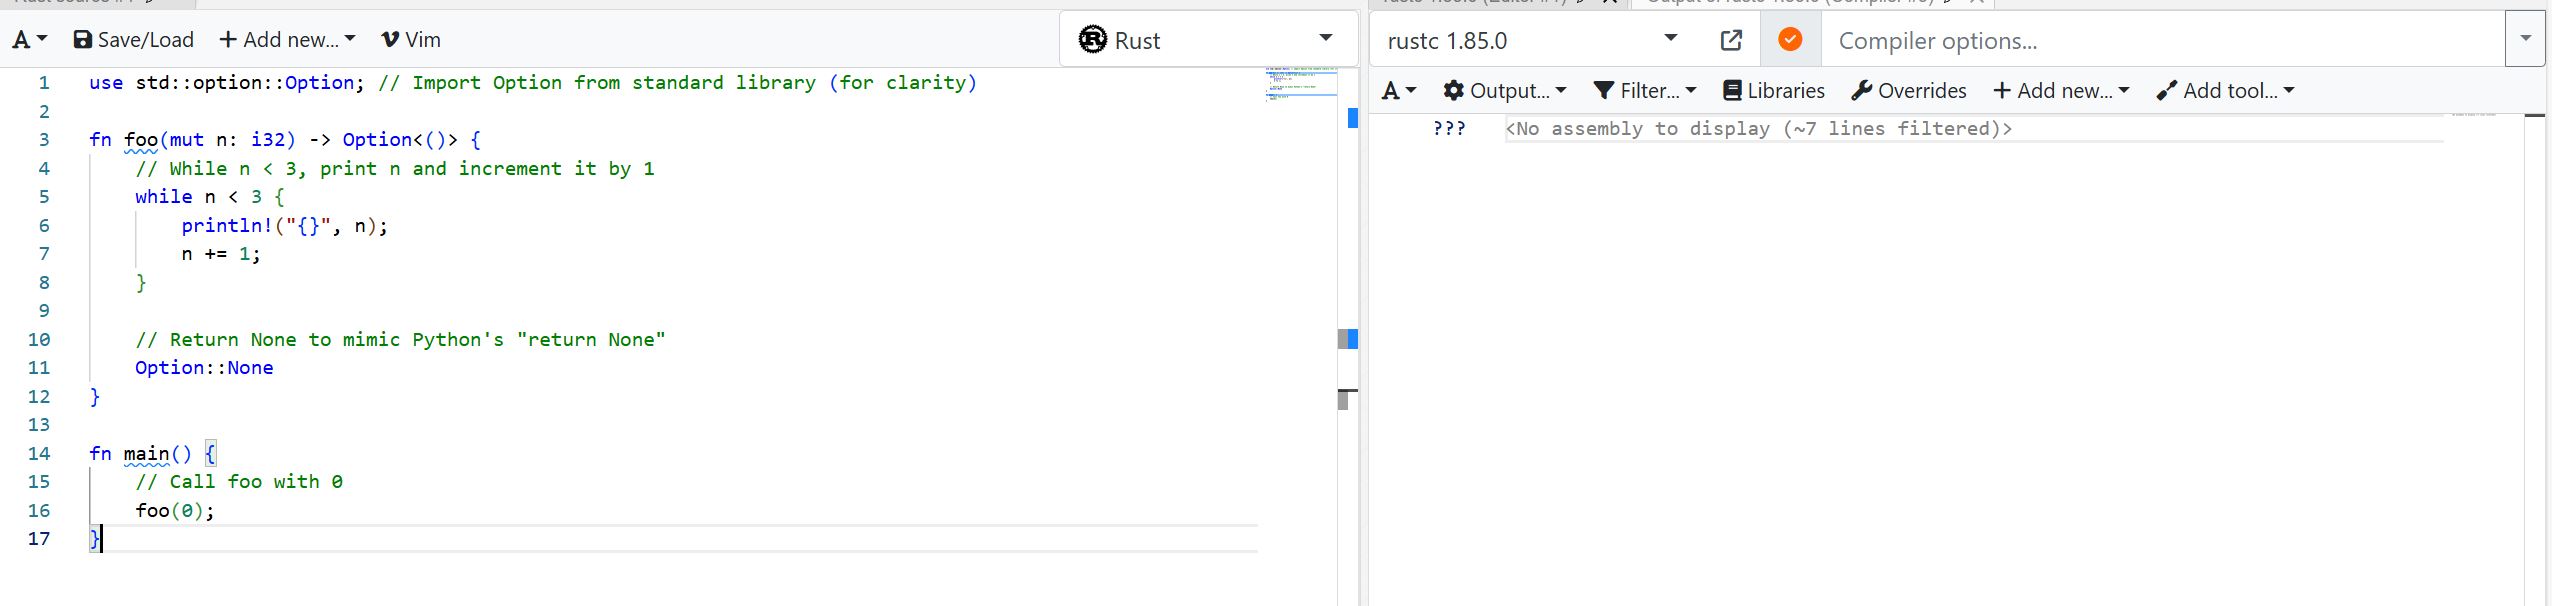 A Save/Load + Add new... Vim Rust
rustc 1.85.0 Compiler options...
A Output... Filter... Libraries Overrides + Add new... Add tool...
1 use std::option::Option; // Import Option from standard library (for clarity)
2
3 fn foo(mut n: i32) -> Option<()> {
4 // While n < 3, print n and increment it by 1
5 while n < 3 {
6 println!("{}", n);
7 n += 1;
8 }
9
10 // Return None to mimic Python's "return None"
11 Option::None
12 }
13
14 fn main() {
15 // Call foo with 0
16 foo(0);
17 }
??? <No assembly to display (~7 lines filtered)>